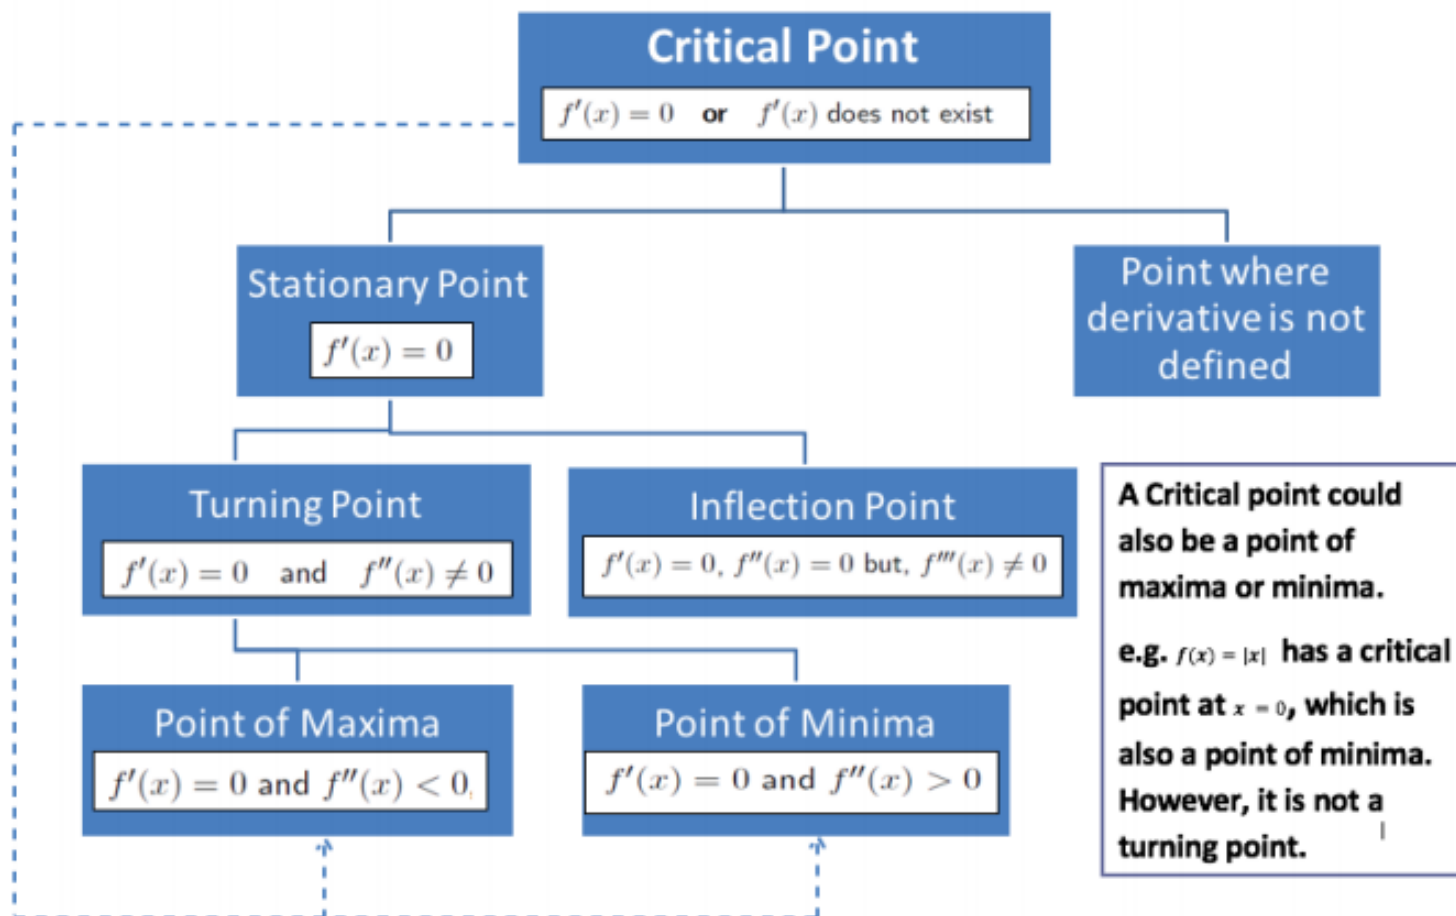 Critical Point
f′(x) = 0 or f′(x) does not exist
Stationary Point
f′(x) = 0
Point where
derivative is not
defined
Turning Point
f′(x) = 0 and f″(x) ≠ 0
Inflection Point
f′(x) = 0, f″(x) = 0 but, f‴(x) ≠ 0
Point of Maxima
f′(x) = 0 and f″(x) < 0,
Point of Minima
f′(x) = 0 and f″(x) > 0
A Critical point could
also be a point of
maxima or minima.
e.g. f(x) = |x| has a critical
point at x = 0, which is
also a point of minima.
However, it is not a
turning point.